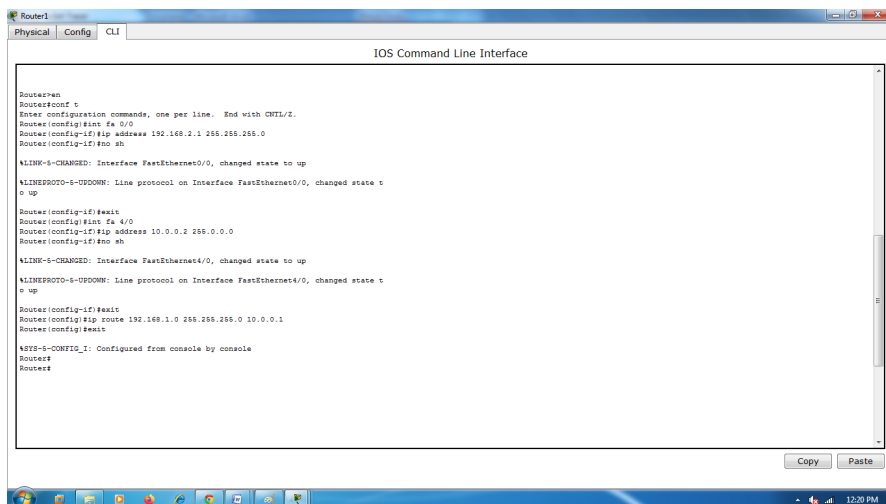 Router1
Physical Config CLI
IOS Command Line Interface
Router>en
Router#conf t
Enter configuration commands, one per line. End with CNTL/Z.
Router(config)#int fa 0/0
Router(config-if)#ip address 192.168.2.1 255.255.255.0
Router(config-if)#no sh
%LINK-5-CHANGED: Interface FastEthernet0/0, changed state to up
%LINEPROTO-5-UPDOWN: Line protocol on Interface FastEthernet0/0, changed state t
o up
Router(config-if)#exit
Router(config)#int fa 4/0
Router(config-if)#ip address 10.0.0.2 255.0.0.0
Router(config-if)#no sh
%LINK-5-CHANGED: Interface FastEthernet4/0, changed state to up
%LINEPROTO-5-UPDOWN: Line protocol on Interface FastEthernet4/0, changed state t
o up
Router(config-if)#exit
Router(config)#ip route 192.168.1.0 255.255.255.0 10.0.0.1
Router(config)#exit
%SYS-5-CONFIG_I: Configured from console by console
Router#
Router#
Copy Paste
12:20 PM